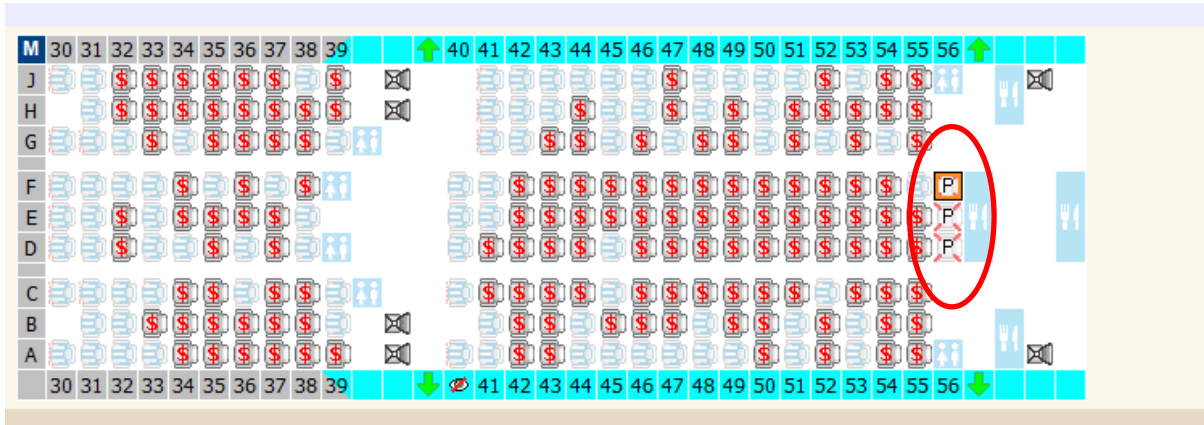 M 30 31 32 33 34 35 36 37 38 39 40 41 42 43 44 45 46 47 48 49 50 51 52 53 54 55 56
J $ $ $ $ $ $ $ $ $ $ $
H $ $ $ $ $ $ $ $ $ $ $ $ $ $ $ $
G $ $ $ $ $ $ $ $ $ $ $ $ $
F $ $ $ $ $ $ $ $ $ $ $ $ $ $ $ $ P
E $ $ $ $ $ $ $ $ $ $ $ $ $ $ $ $ $ $ $ P
D $ $ $ $ $ $ $ $ $ $ $ $ $ $ $ $ $ P
C $ $ $ $ $ $ $ $ $ $ $ $ $ $ $ $ $
B $ $ $ $ $ $ $ $ $ $ $ $ $ $ $ $
A $ $ $ $ $ $ $ $ $ $ $ $
30 31 32 33 34 35 36 37 38 39 41 42 43 44 45 46 47 48 49 50 51 52 53 54 55 56